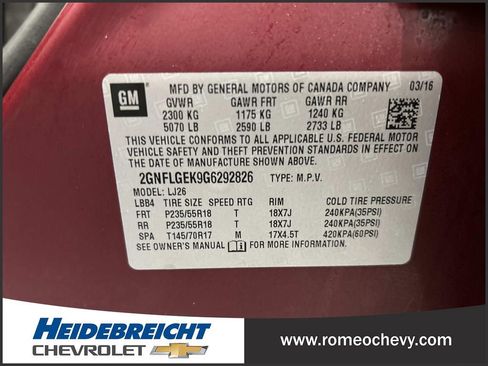 GM
MFD BY GENERAL MOTORS OF CANADA COMPANY 03/16
GVWR GAWR FRT GAWR RR
2300 KG 1175 KG 1240 KG
5070 LB 2590 LB 2733 LB
THIS VEHICLE CONFORMS TO ALL APPLICABLE U.S. FEDERAL MOTOR
VEHICLE SAFETY, BUMPER, AND THEFT PREVENTION STANDARDS
IN EFFECT ON THE DATE OF MANUFACTURE SHOWN ABOVE.
2GNFLGEK9G6292826 TYPE: M.P.V.
MODEL: LJ26
LBB4 TIRE SIZE SPEED RTG RIM COLD TIRE PRESSURE
FRT P235/55R18 T 18X7J 240KPA(35PSI)
RR P235/55R18 T 18X7J 240KPA(35PSI)
SPA T145/70R17 M 17X4.5T 420KPA(60PSI)
SEE OWNER'S MANUAL FOR MORE INFORMATION.
HEIDEBREICHT
CHEVROLET
www.romeochevy.com